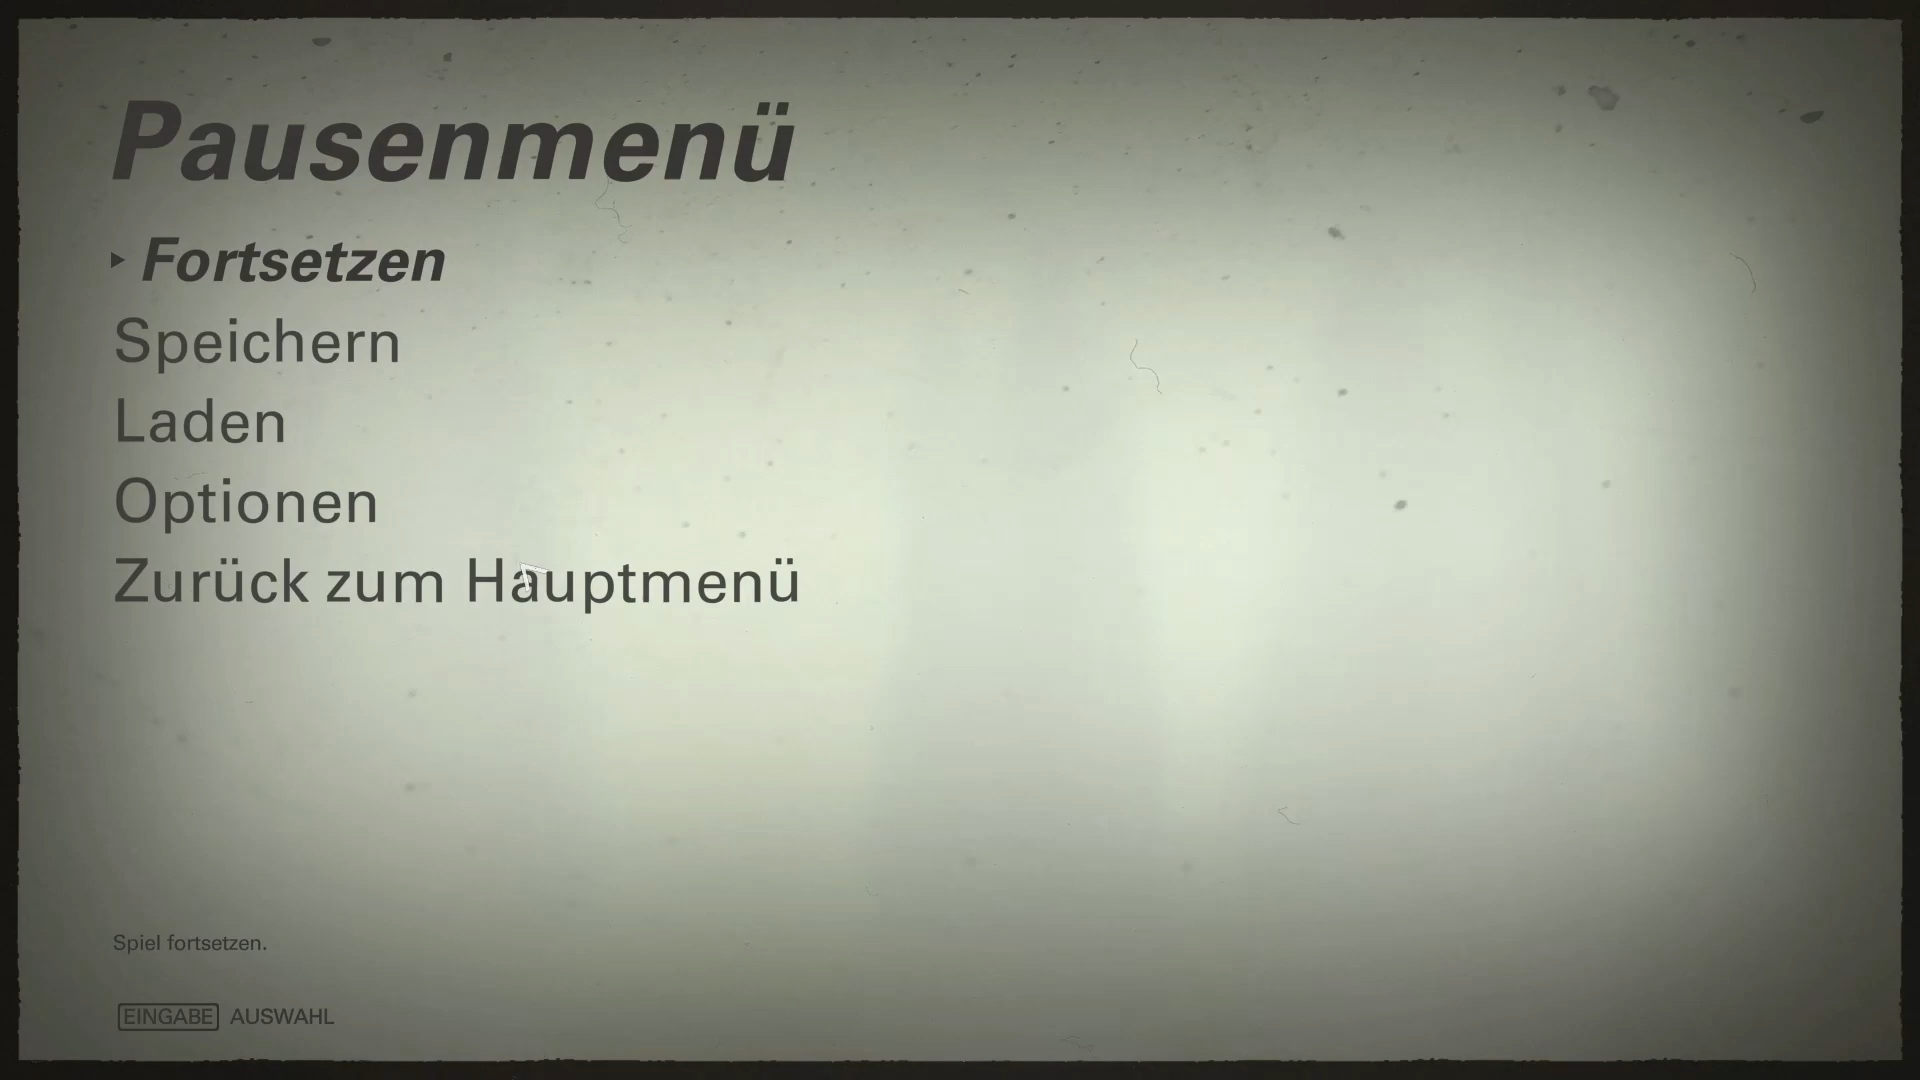 Pausenmenü
Fortsetzen
Speichern
Laden
Optionen
Zurück zum Hauptmenü
Spiel fortsetzen.
EINGABE AUSWAHL